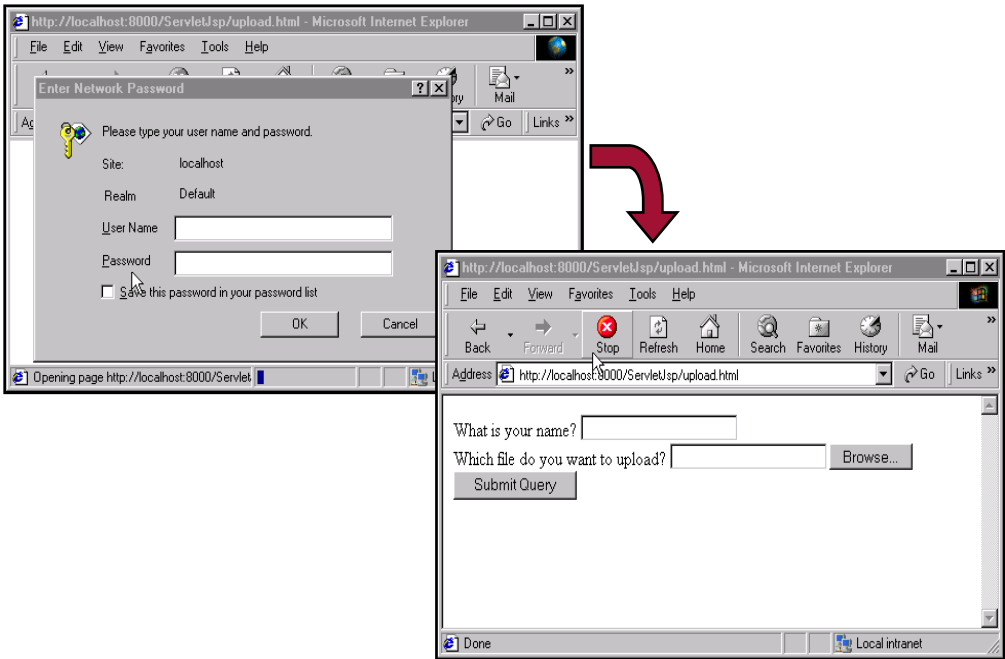 http://localhost:8000/ServletJsp/upload.html - Microsoft Internet Explorer
File Edit View Favorites Tools Help
Mail »
Enter Network Password
Go Links »
Please type your user name and password.
Site: localhost
Realm Default
User Name
Password
Save this password in your password list
OK Cancel
Opening page http://localhost:8000/Servlet
http://localhost:8000/ServletJsp/upload.html - Microsoft Internet Explorer
File Edit View Favorites Tools Help
Back Forward Stop Refresh Home Search Favorites History Mail »
Address http://localhost:8000/ServletJsp/upload.html Go Links »
What is your name?
Which file do you want to upload? Browse...
Submit Query
Done Local intranet